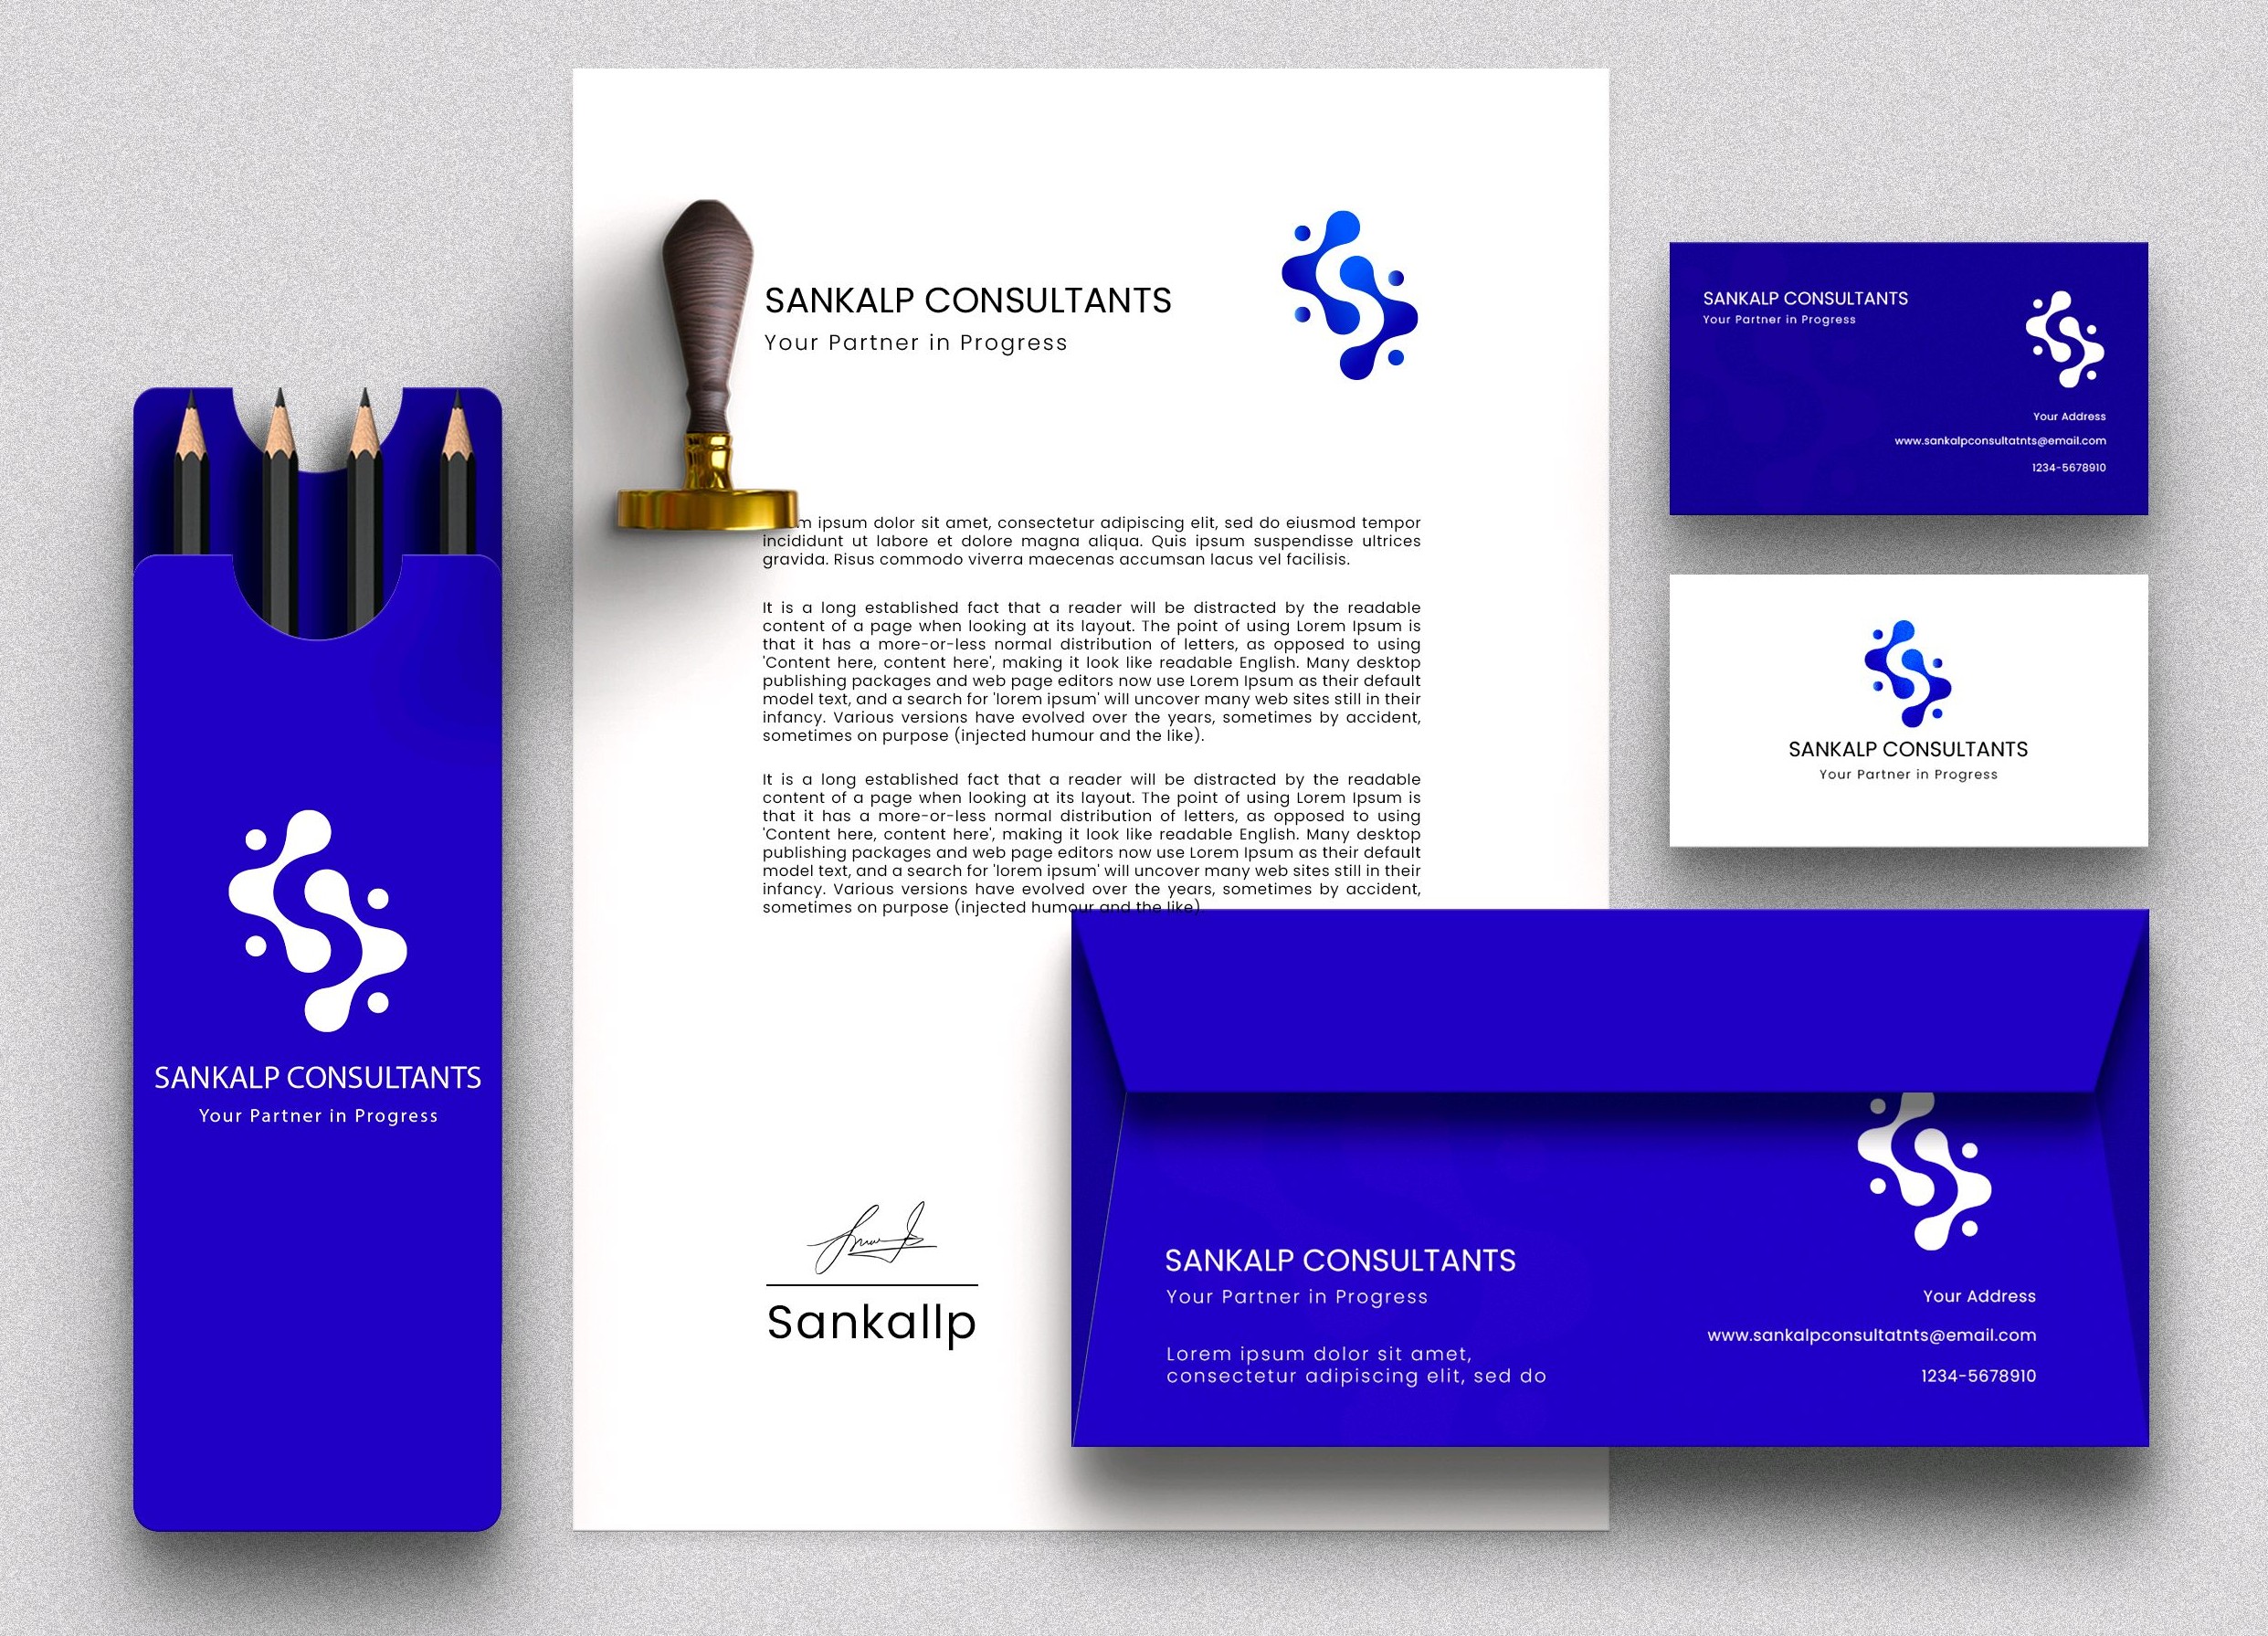 SANKALP CONSULTANTS
Your Partner in Progress
SANKALP CONSULTANTS
Your Partner in Progress
ipsum dolor sit amet, consectetur adipiscing elit, sed do eiusmod tempor
incididunt ut labore et dolore magna aliqua. Quis ipsum suspendisse ultrices
gravida. Risus commodo viverra maecenas accumsan lacus vel facilisis.
It is a long established fact that a reader will be distracted by the readable
content of a page when looking at its layout. The point of using Lorem Ipsum is
that it has a more-or-less normal distribution of letters, as opposed to using
'Content here, content here', making it look like readable English. Many desktop
publishing packages and web page editors now use Lorem Ipsum as their default
model text, and a search for 'lorem ipsum' will uncover many web sites still in their
infancy. Various versions have evolved over the years, sometimes by accident,
sometimes on purpose (injected humour and the like).
It is a long established fact that a reader will be distracted by the readable
content of a page when looking at its layout. The point of using Lorem Ipsum is
that it has a more-or-less normal distribution of letters, as opposed to using
'Content here, content here', making it look like readable English. Many desktop
publishing packages and web page editors now use Lorem Ipsum as their default
model text, and a search for 'lorem ipsum' will uncover many web sites still in their
infancy. Various versions have evolved over the years, sometimes by accident,
sometimes on purpose (injected humour and the like)
Sankallp
SANKALP CONSULTANTS
Your Partner in Progress
Your Address
www.sankalpconsultatnts@email.com
1234-5678910
SANKALP CONSULTANTS
Your Partner in Progress
SANKALP CONSULTANTS
Your Partner in Progress
Lorem ipsum dolor sit amet,
consectetur adipiscing elit, sed do
Your Address
www.sankalpconsultatnts@email.com
1234-5678910